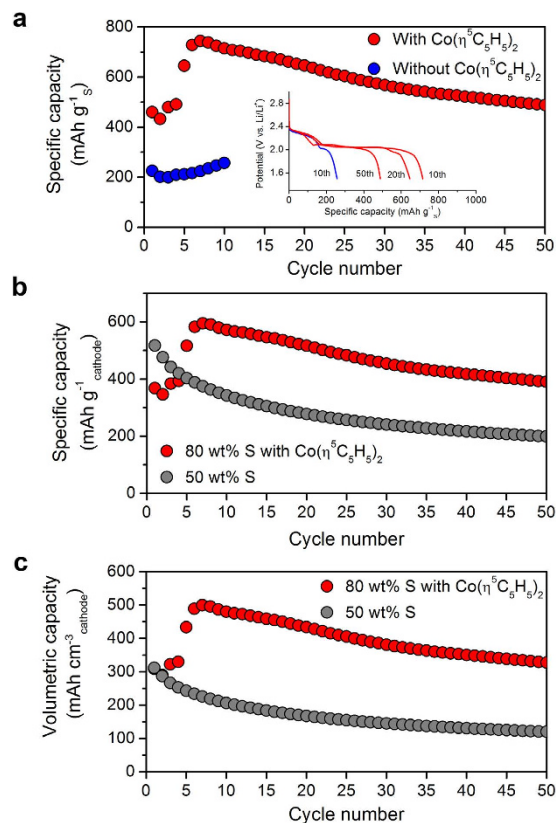 a
800
600
400
200
0
Specific capacity
(mAh g⁻¹S)
With Co(η⁵C₅H₅)₂
Without Co(η⁵C₅H₅)₂
Potential (V vs. Li/Li⁺)
2.8
2.4
2.0
1.6
1.2
10th
50th
20th
10th
0 200 400 600 800 1000
Specific capacity (mAh g⁻¹S)
0 5 10 15 20 25 30 35 40 45 50
Cycle number
b
600
400
200
0
Specific capacity
(mAh g⁻¹cathode)
80 wt% S with Co(η⁵C₅H₅)₂
50 wt% S
0 5 10 15 20 25 30 35 40 45 50
Cycle number
c
600
500
400
300
200
100
0
Volumetric capacity
(mAh cm⁻³cathode)
80 wt% S with Co(η⁵C₅H₅)₂
50 wt% S
0 5 10 15 20 25 30 35 40 45 50
Cycle number